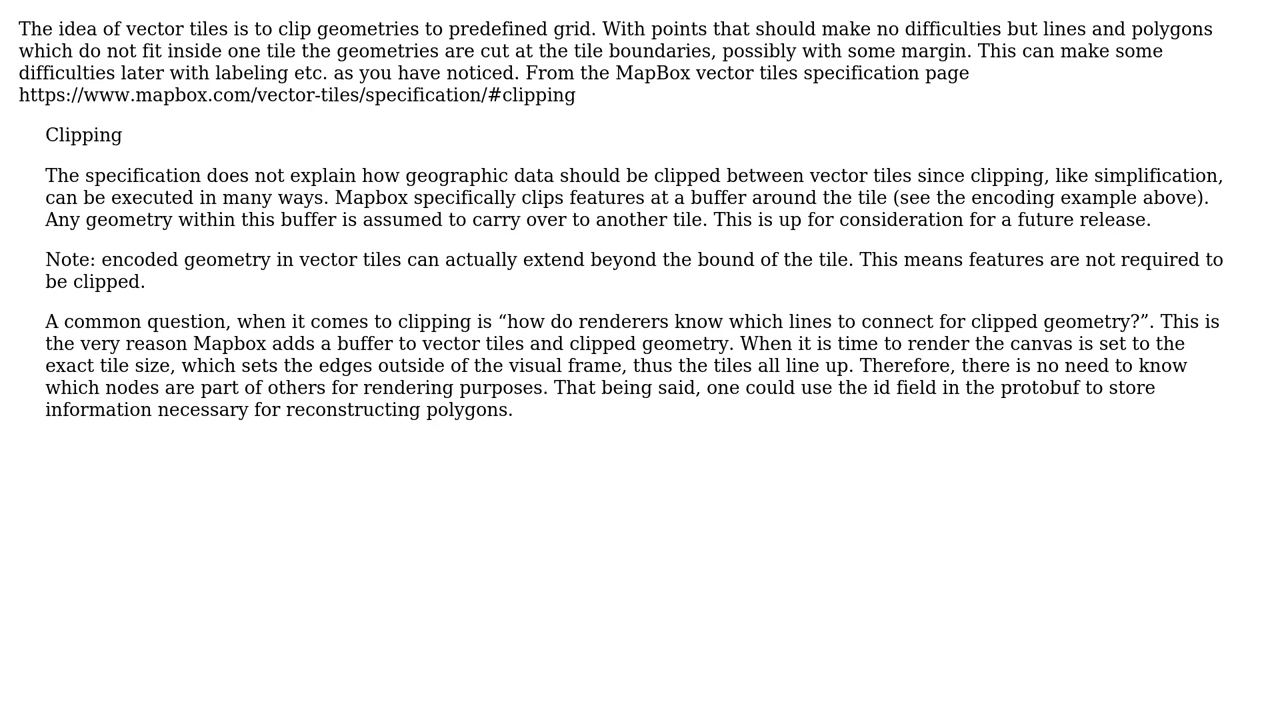 The idea of vector tiles is to clip geometries to predefined grid. With points that should make no difficulties but lines and polygons
which do not fit inside one tile the geometries are cut at the tile boundaries, possibly with some margin. This can make some
difficulties later with labeling etc. as you have noticed. From the MapBox vector tiles specification page
https://www.mapbox.com/vector-tiles/specification/#clipping
Clipping
The specification does not explain how geographic data should be clipped between vector tiles since clipping, like simplification,
can be executed in many ways. Mapbox specifically clips features at a buffer around the tile (see the encoding example above).
Any geometry within this buffer is assumed to carry over to another tile. This is up for consideration for a future release.
Note: encoded geometry in vector tiles can actually extend beyond the bound of the tile. This means features are not required to
be clipped.
A common question, when it comes to clipping is “how do renderers know which lines to connect for clipped geometry?”. This is
the very reason Mapbox adds a buffer to vector tiles and clipped geometry. When it is time to render the canvas is set to the
exact tile size, which sets the edges outside of the visual frame, thus the tiles all line up. Therefore, there is no need to know
which nodes are part of others for rendering purposes. That being said, one could use the id field in the protobuf to store
information necessary for reconstructing polygons.